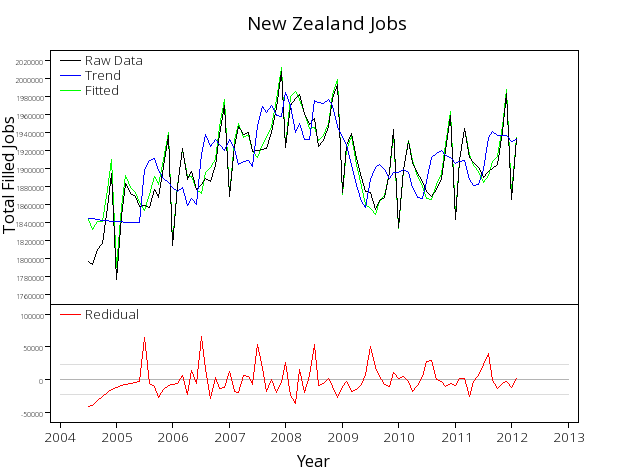 New Zealand Jobs
Total Filled Jobs
2020000
2000000
1980000
1960000
1940000
1920000
1900000
1880000
1860000
1840000
1820000
1800000
1780000
1760000
Raw Data
Trend
Fitted
100000
50000
0
-50000
Redidual
2004 2005 2006 2007 2008 2009 2010 2011 2012 2013
Year